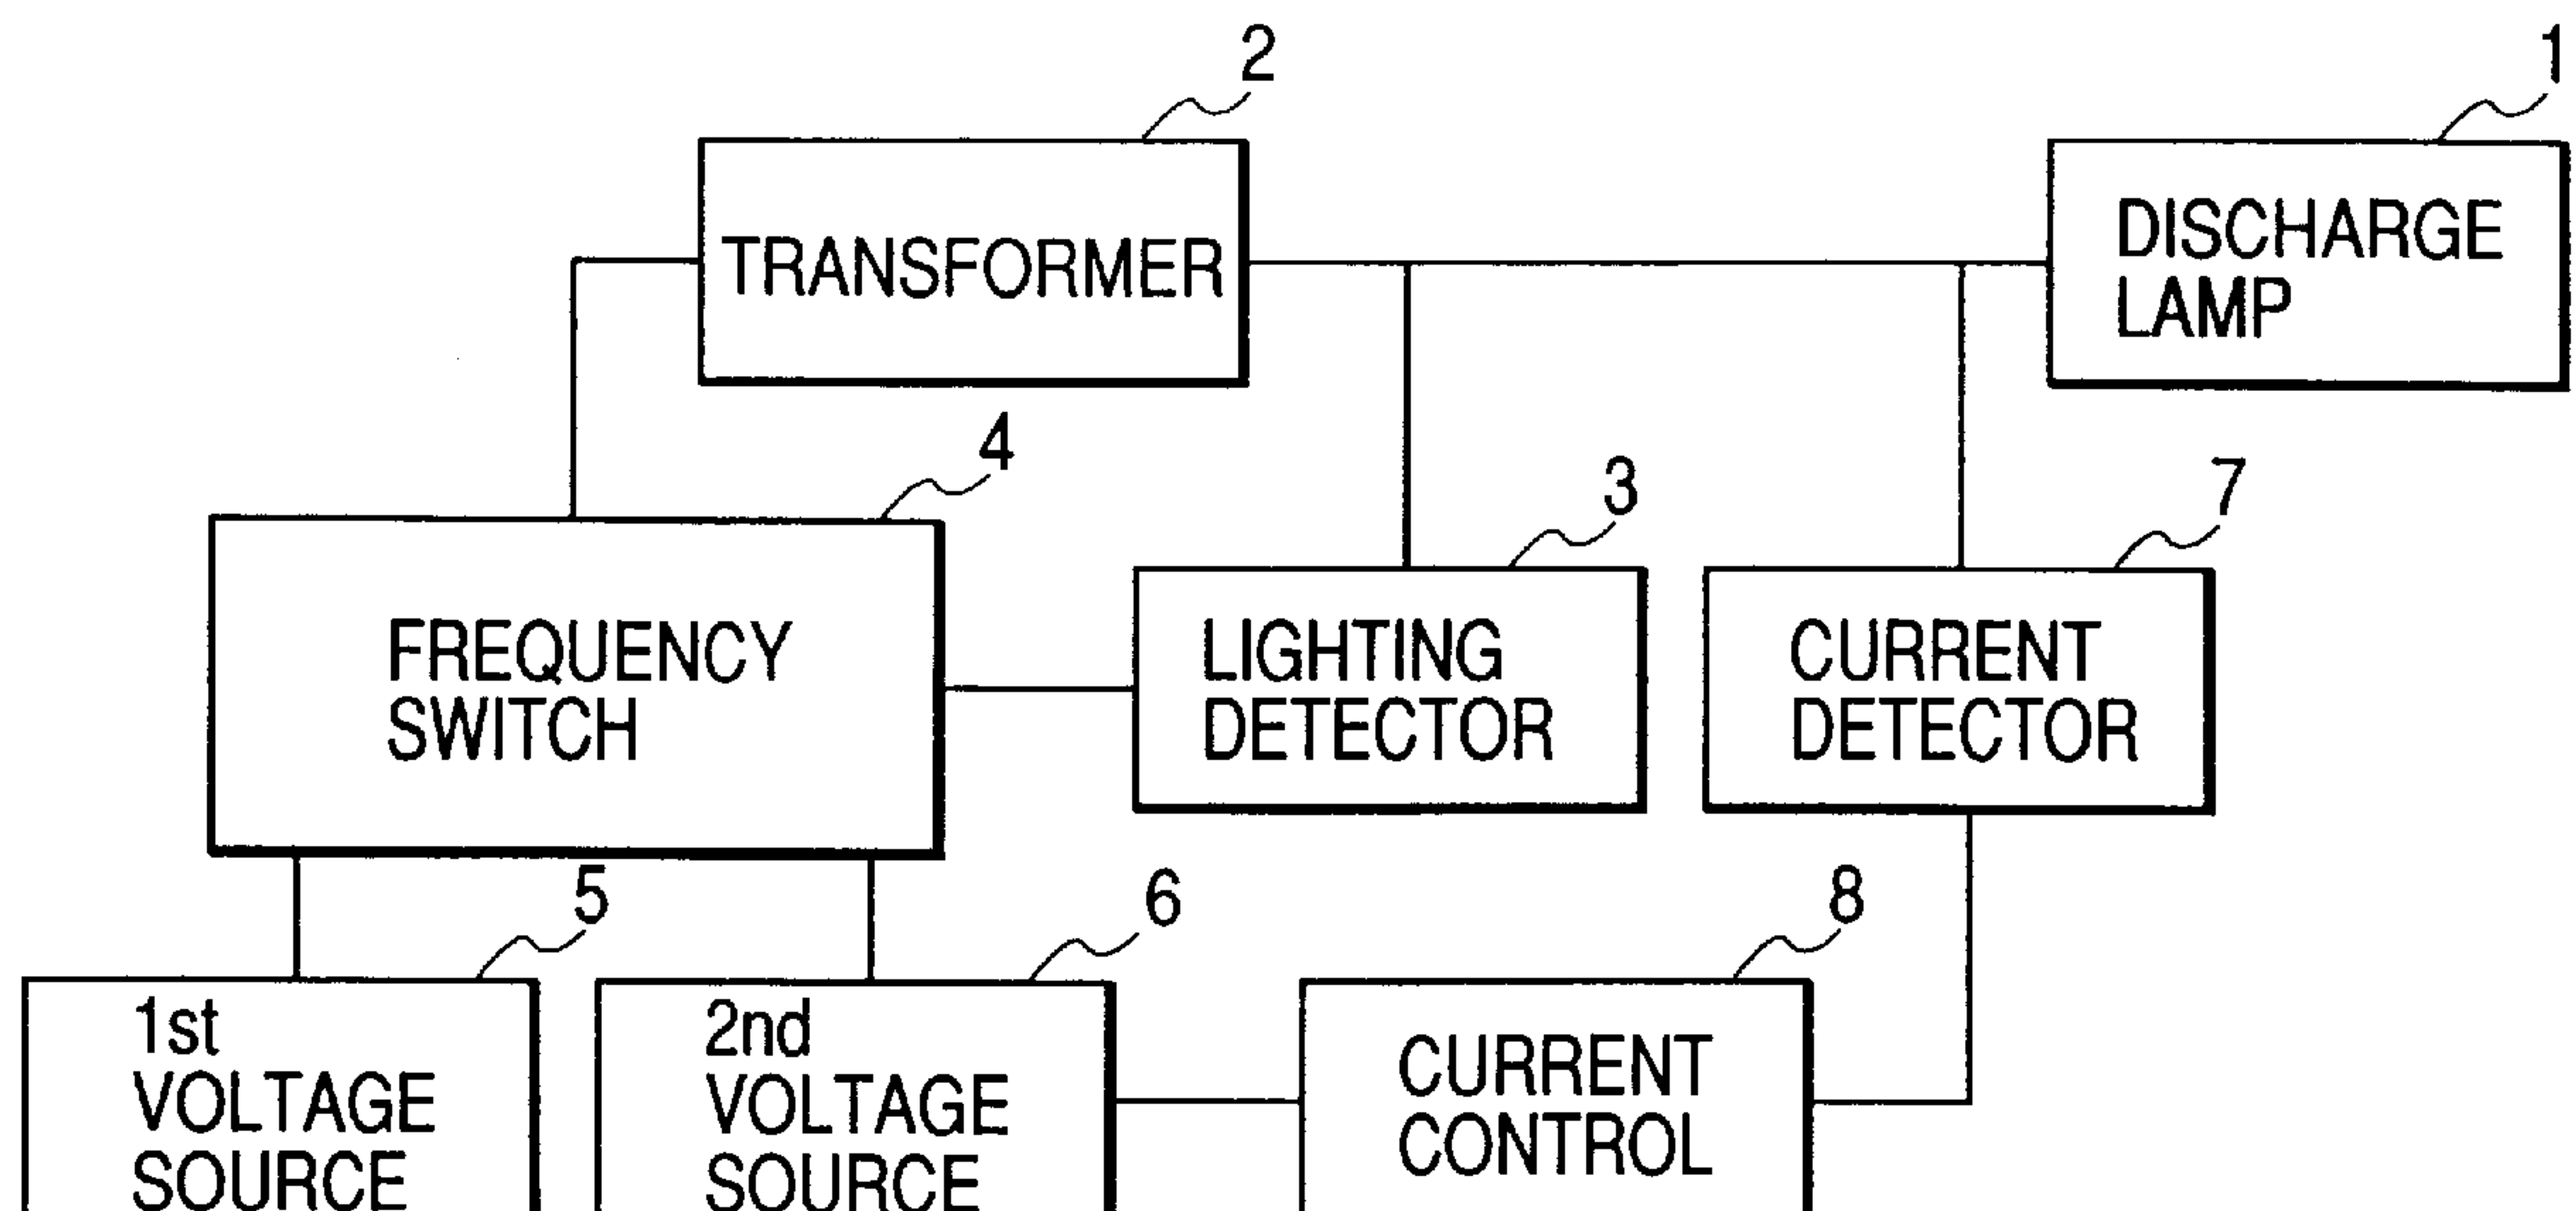 2
1
TRANSFORMER
DISCHARGE
LAMP
4
3
7
FREQUENCY
SWITCH
LIGHTING
DETECTOR
CURRENT
DETECTOR
5
6
8
1st
VOLTAGE
SOURCE
2nd
VOLTAGE
SOURCE
CURRENT
CONTROL